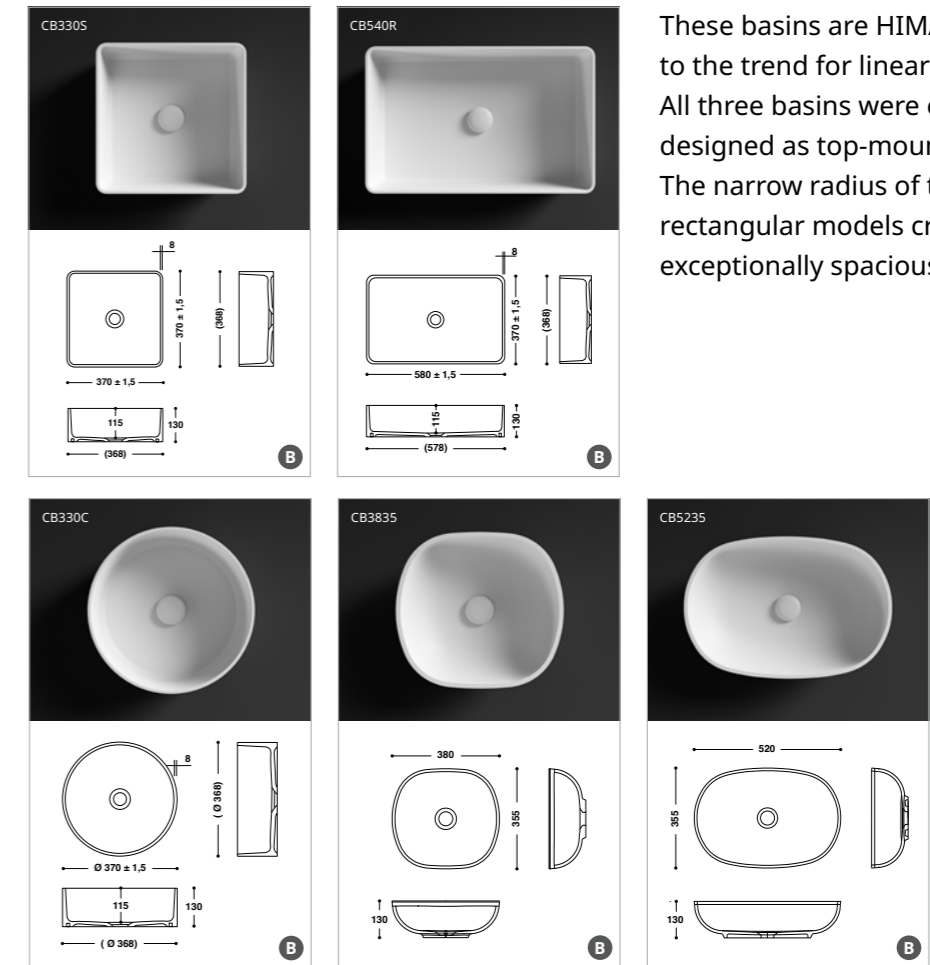 CB330S
8
370 ± 1,5
(368)
370 ± 1,5
115
130
(368)
B
CB540R
8
370 ± 1,5
(368)
580 ± 1,5
115
130
(578)
B
These basins are HIMA
to the trend for linear
All three basins were
designed as top-moun
The narrow radius of
rectangular models cr
exceptionally spacious
CB330C
8
( Ø 368)
Ø 370 ± 1,5
115
130
( Ø 368)
B
CB3835
380
355
130
B
CB5235
520
355
130
B